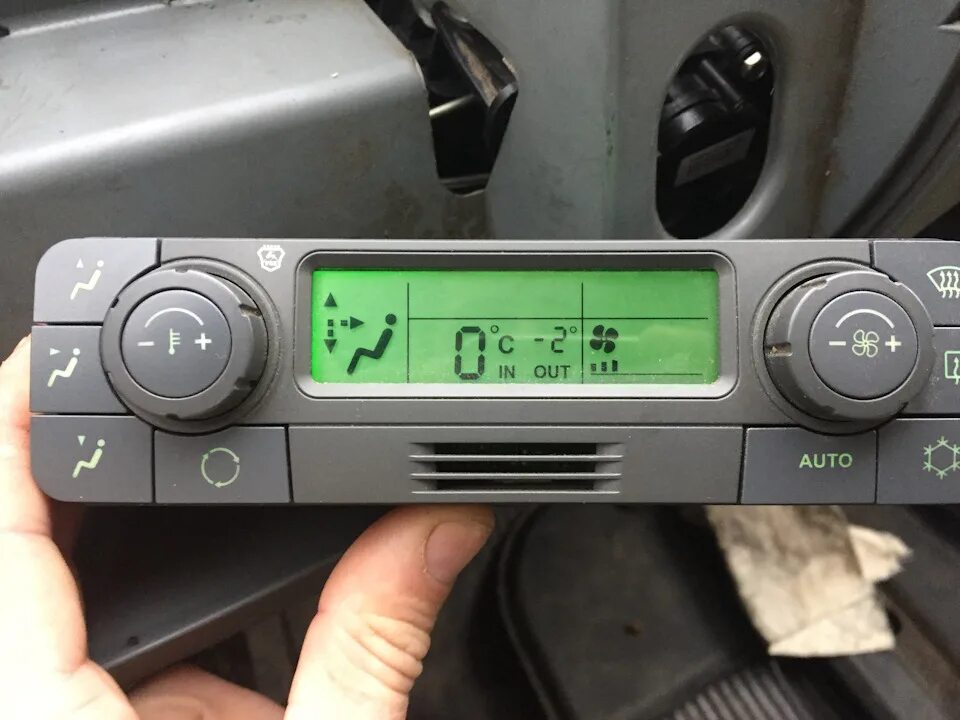 0°C -2°
IN OUT
- + - +
AUTO